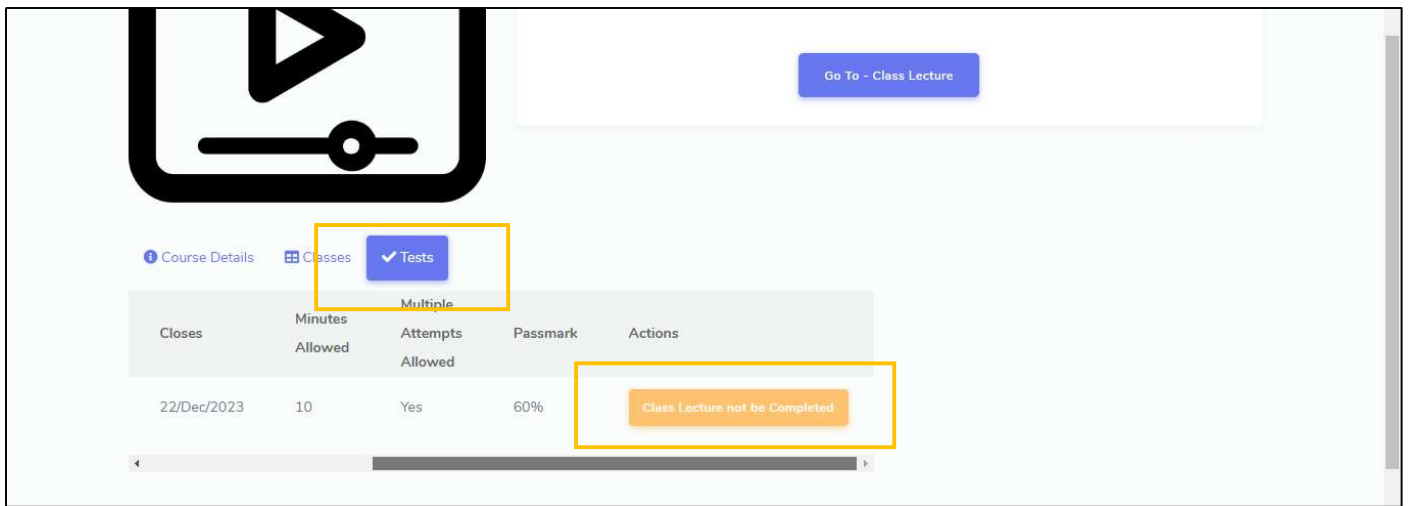 Go To - Class Lecture
Course Details Classes Tests
Closes Minutes Allowed Multiple Attempts Allowed Passmark Actions
22/Dec/2023 10 Yes 60% Class Lecture not be Completed